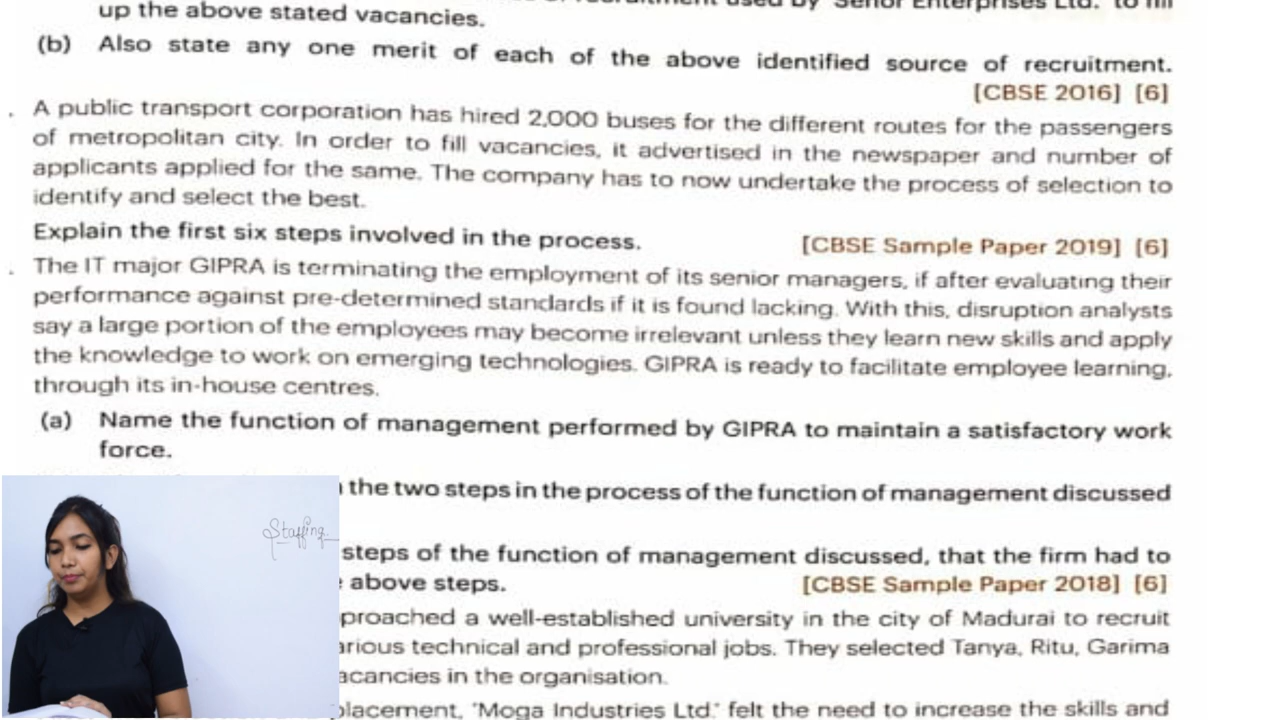 up the above stated vacancies.
(b) Also state any one merit of each of the above identified source of recruitment.
[CBSE 2016] [6]
A public transport corporation has hired 2,000 buses for the different routes for the passengers
of metropolitan city. In order to fill vacancies, it advertised in the newspaper and number of
applicants applied for the same. The company has to now undertake the process of selection to
identify and select the best.
Explain the first six steps involved in the process. [CBSE Sample Paper 2019] [6]
The IT major GIPRA is terminating the employment of its senior managers, if after evaluating their
performance against pre-determined standards if it is found lacking. With this, disruption analysts
say a large portion of the employees may become irrelevant unless they learn new skills and apply
the knowledge to work on emerging technologies. GIPRA is ready to facilitate employee learning,
through its in-house centres.
(a) Name the function of management performed by GIPRA to maintain a satisfactory work
force.
the two steps in the process of the function of management discussed
Staffing
steps of the function of management discussed, that the firm had to
above steps. [CBSE Sample Paper 2018] [6]
proached a well-established university in the city of Madurai to recruit
arious technical and professional jobs. They selected Tanya, Ritu, Garima
acancies in the organisation.
placement, 'Moga Industries Ltd.' felt the need to increase the skills and